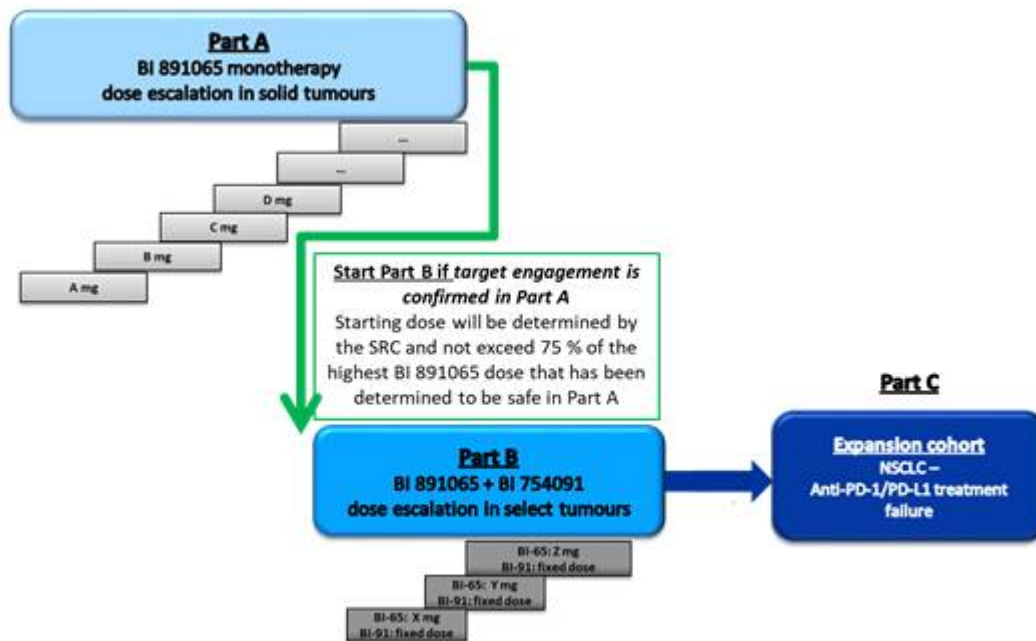 Part A
BI 891065 monotherapy
dose escalation in solid tumours
...
...
D mg
C mg
B mg
A mg
Start Part B if target engagement is
confirmed in Part A
Starting dose will be determined by
the SRC and not exceed 75 % of the
highest BI 891065 dose that has been
determined to be safe in Part A
Part B
BI 891065 + BI 754091
dose escalation in select tumours
BI-65: Z mg
BI-91: fixed dose
BI-65: Y mg
BI-91: fixed dose
BI-65: X mg
BI-91: fixed dose
Part C
Expansion cohort
NSCLC –
Anti-PD-1/PD-L1 treatment
failure